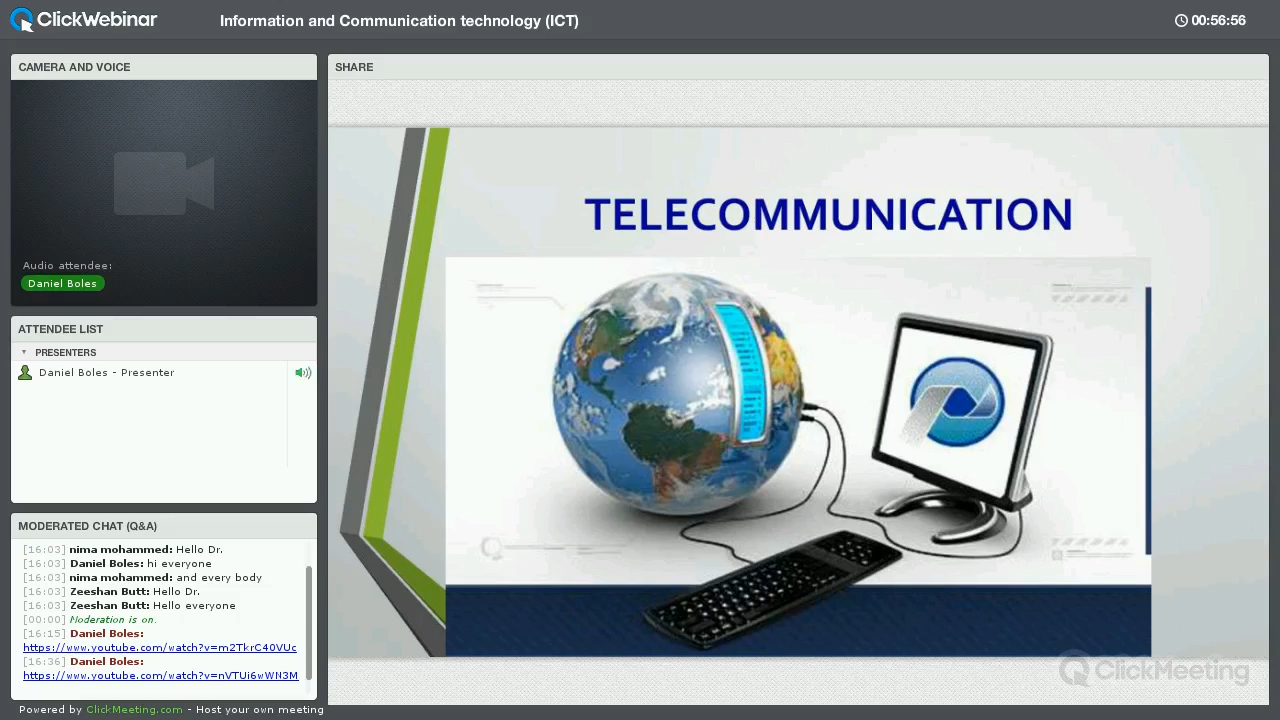 ClickWebinar
Information and Communication technology (ICT)
00:56:56
CAMERA AND VOICE
Audio attendee:
Daniel Boles
ATTENDEE LIST
PRESENTERS
Daniel Boles - Presenter
MODERATED CHAT (Q&A)
[16:03] nima mohammed: Hello Dr.
[16:03] Daniel Boles: hi everyone
[16:03] nima mohammed: and every body
[16:03] Zeeshan Butt: Hello Dr.
[16:03] Zeeshan Butt: Hello everyone
[00:00] Moderation is on.
[16:15] Daniel Boles:
https://www.youtube.com/watch?v=m2TkrC40VUc
[16:36] Daniel Boles:
https://www.youtube.com/watch?v=nVTUi6wWN3M
Powered by ClickMeeting.com - Host your own meeting
SHARE
TELECOMMUNICATION
ClickMeeting